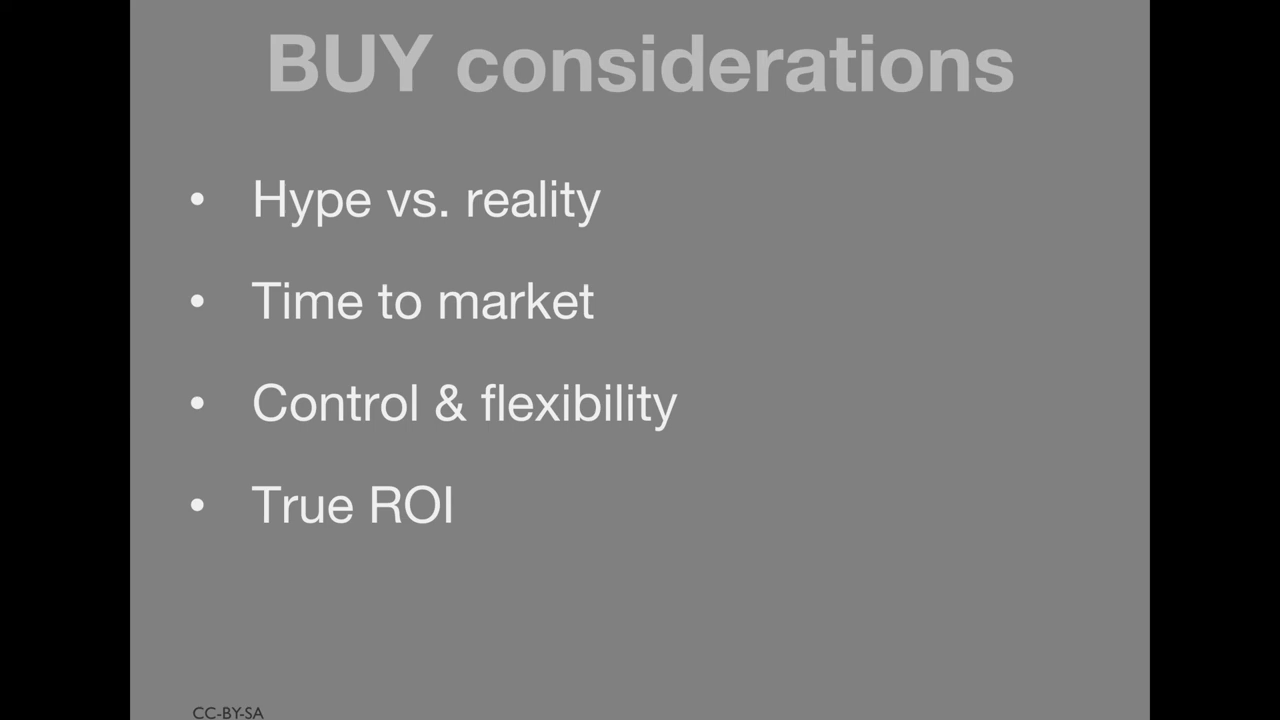 BUY considerations
• Hype vs. reality
• Time to market
• Control & flexibility
• True ROI
CC-BY-SA